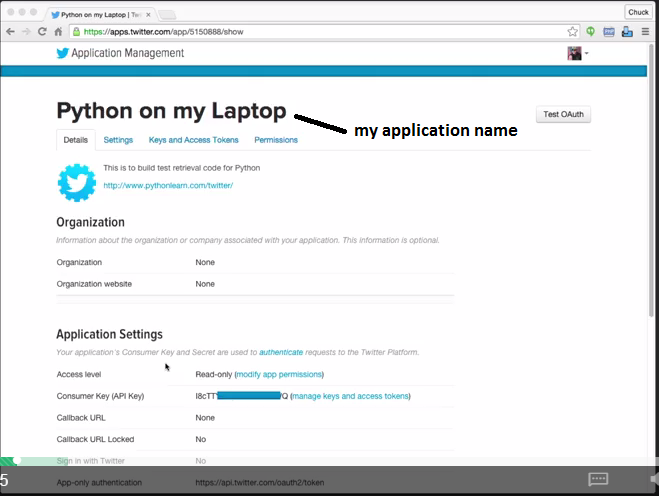 Python on my Laptop | Tw
Chuck
https://apps.twitter.com/app/5150888/show
Application Management
Python on my Laptop
my application name
Test OAuth
Details Settings Keys and Access Tokens Permissions
This is to build test retrieval code for Python
http://www.pythonlearn.com/twitter/
Organization
Information about the organization or company associated with your application. This information is optional.
Organization None
Organization website None
Application Settings
Your application's Consumer Key and Secret are used to authenticate requests to the Twitter Platform.
Access level Read-only (modify app permissions)
Consumer Key (API Key) (manage keys and access tokens)
Callback URL None
Callback URL Locked No
Sign in with Twitter No
5
App-only authentication https://api.twitter.com/oauth2/token